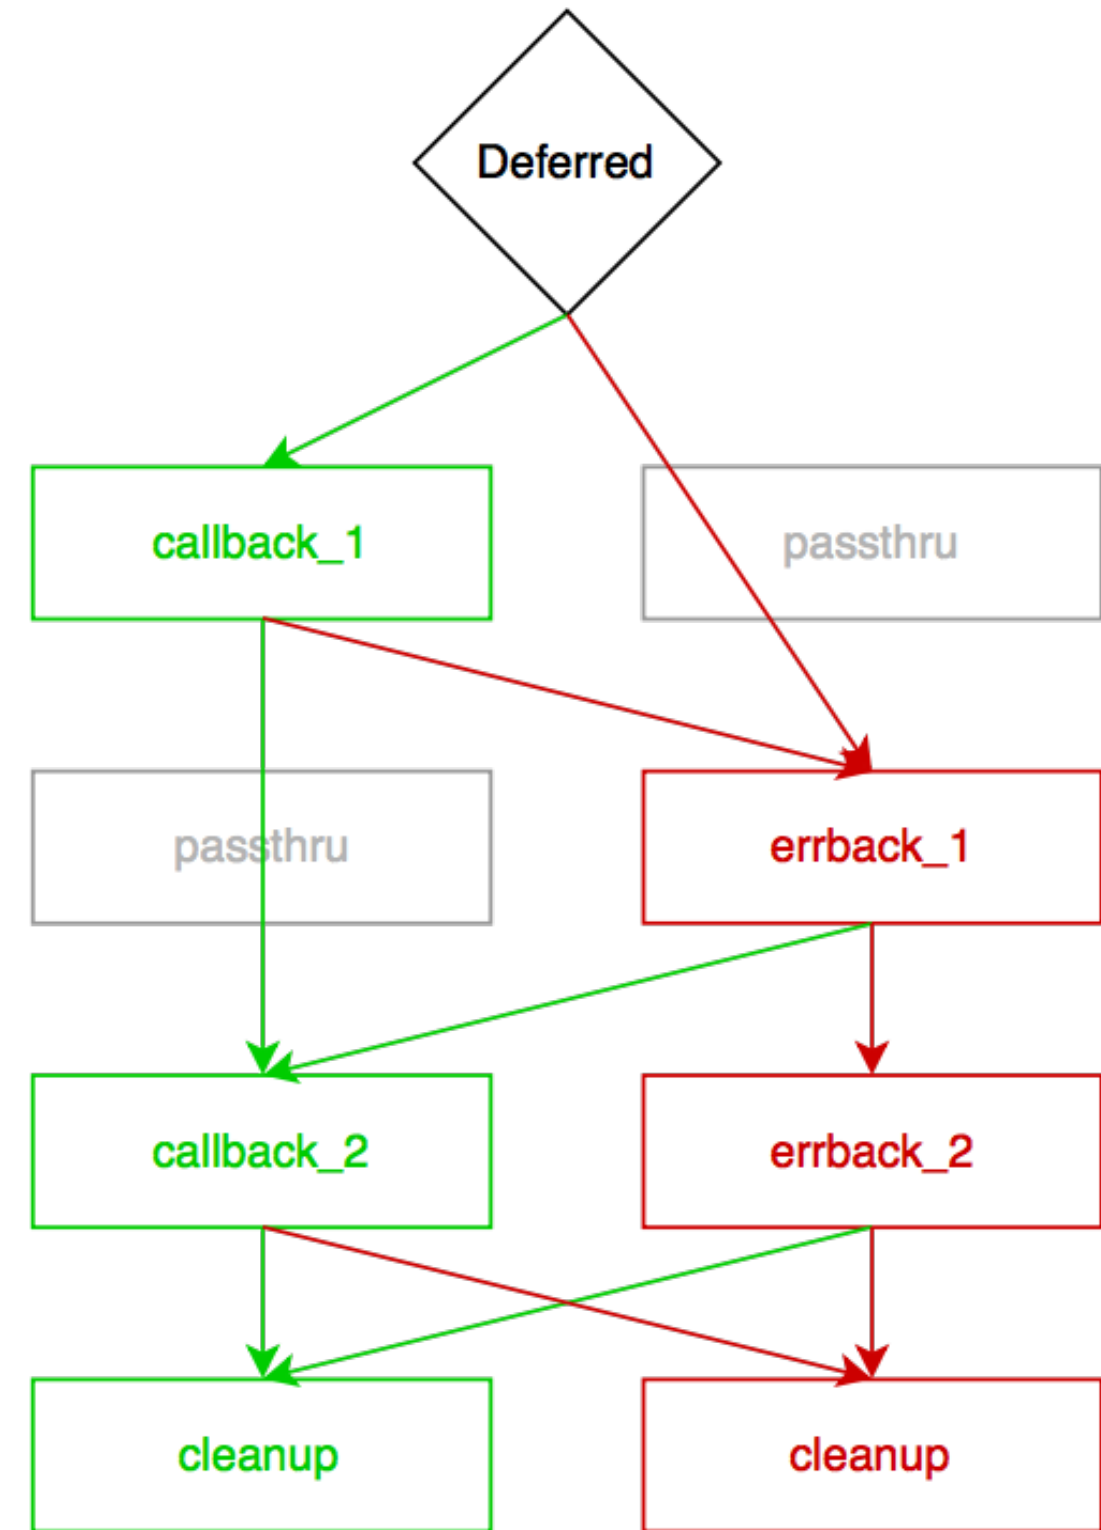 Deferred
callback_1
passthru
passthru
errback_1
callback_2
errback_2
cleanup
cleanup